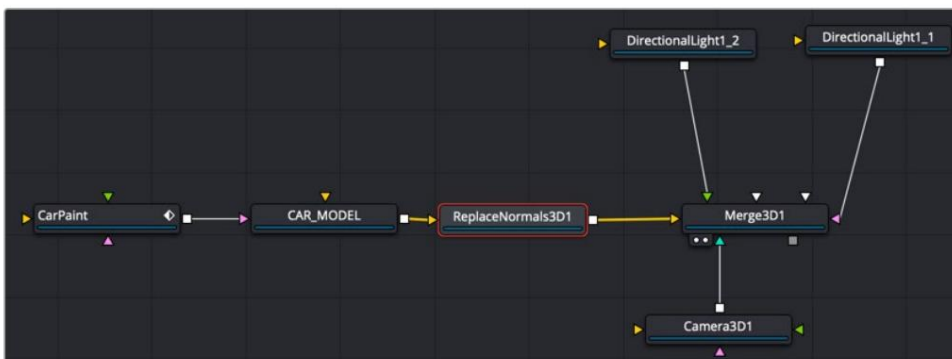 DirectionalLight1_2
DirectionalLight1_1
CarPaint
CAR_MODEL
ReplaceNormals3D1
Merge3D1
Camera3D1